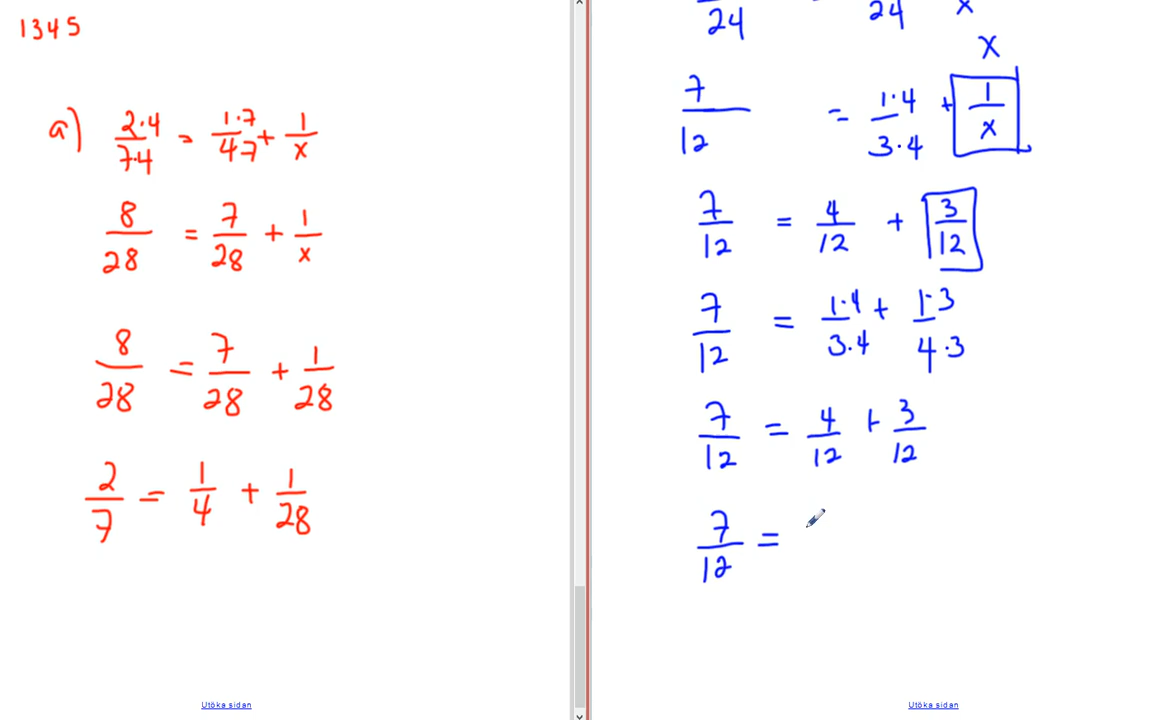 1345
a) 2·4/7·4 = 1·7/4·7 + 1/x
8/28 = 7/28 + 1/x
8/28 = 7/28 + 1/28
2/7 = 1/4 + 1/28
Utöka sidan
24 24 x
x
7/12 = 1·4/3·4 + 1/x
7/12 = 4/12 + 3/12
7/12 = 1·4/3·4 + 1·3/4·3
7/12 = 4/12 + 3/12
7/12 =
Utöka sidan